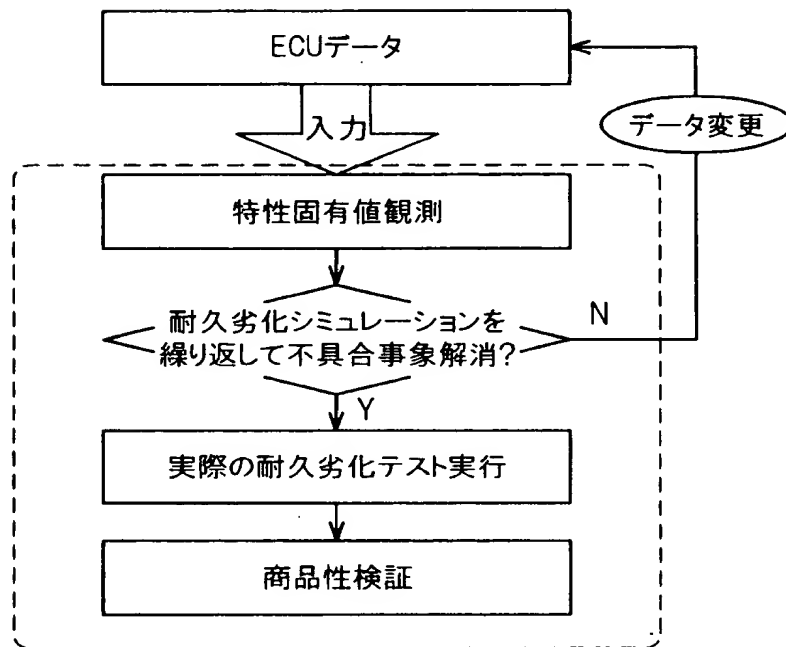 ECUデータ
入力
データ変更
特性固有値観測
耐久劣化シミュレーションを
繰り返して不具合事象解消?
N
Y
実際の耐久劣化テスト実行
商品性検証